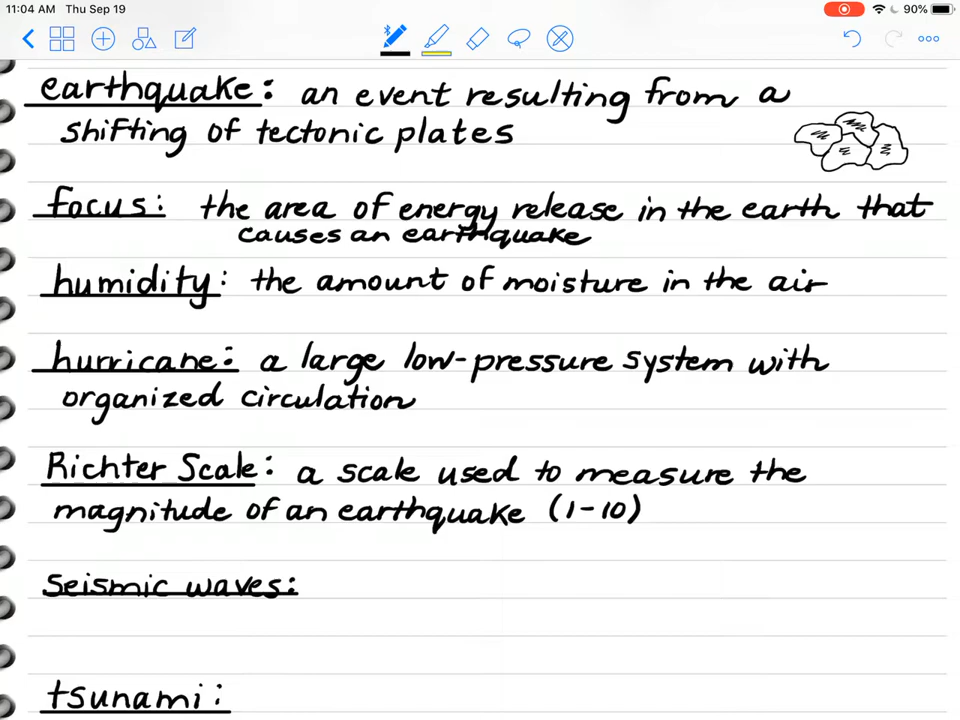 11:04 AM Thu Sep 19 90%
earthquake: an event resulting from a
shifting of tectonic plates
focus: the area of energy release in the earth that
causes an earthquake
humidity: the amount of moisture in the air
hurricane: a large low-pressure system with
organized circulation
Richter Scale: a scale used to measure the
magnitude of an earthquake (1-10)
seismic waves:
tsunami: